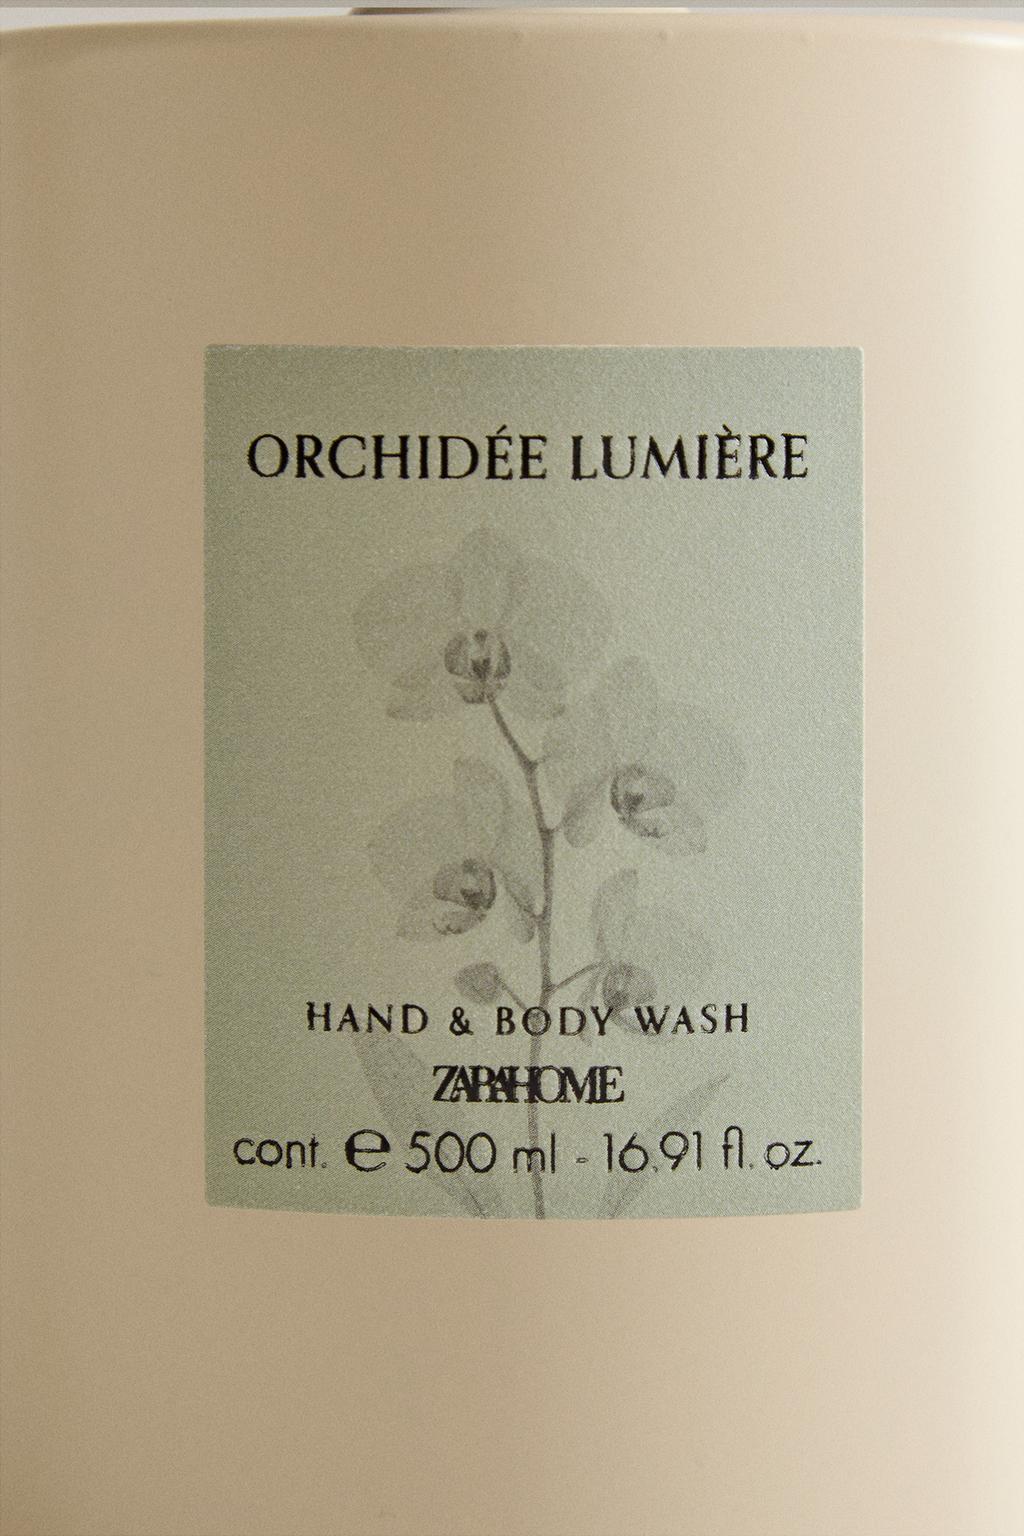 ORCHIDÉE LUMIÈRE
HAND & BODY WASH
ZARAHOME
cont. ℮ 500 ml - 16.91 fl. oz.